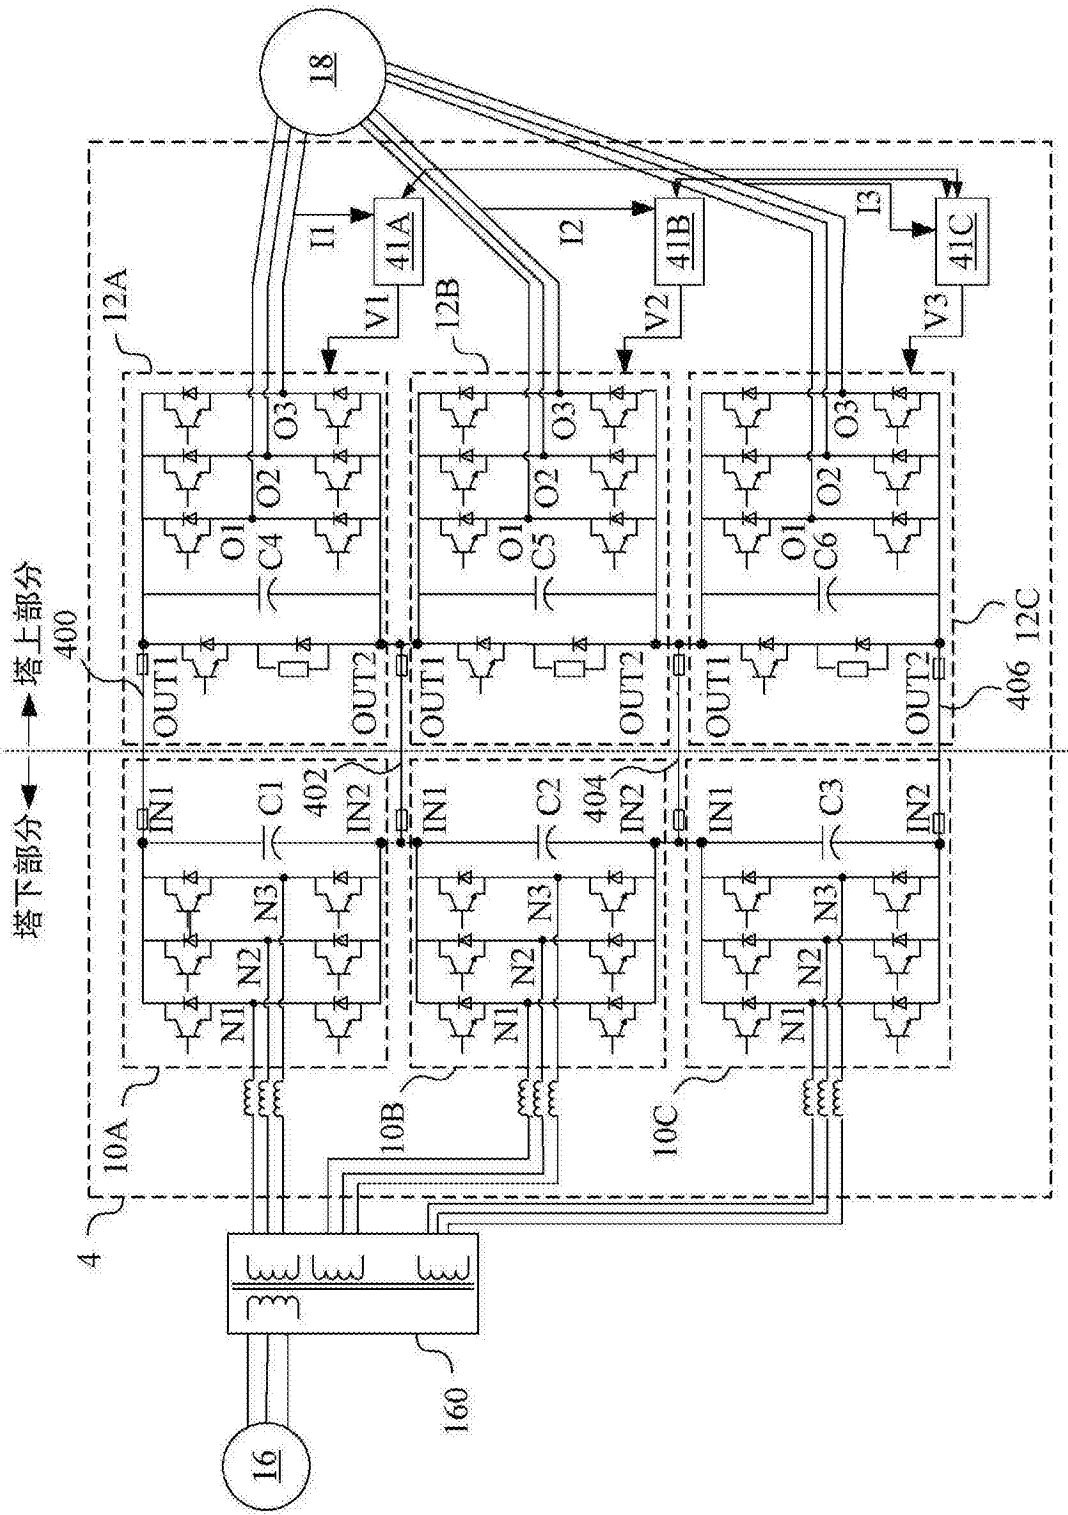 塔下部分
塔上部分
4
10A
400
12A
IN1
OUT1
N1
N2
N3
C1
C4
O1
O2
O3
16
160
18
I1
IN2
402
OUT2
V1
41A
10B
IN1
OUT1
12B
N1
N2
N3
C2
C5
O1
O2
O3
I2
IN2
404
OUT2
V2
41B
10C
IN1
OUT1
N1
N2
N3
C3
C6
O1
O2
O3
I3
IN2
OUT2
V3
41C
406
12C